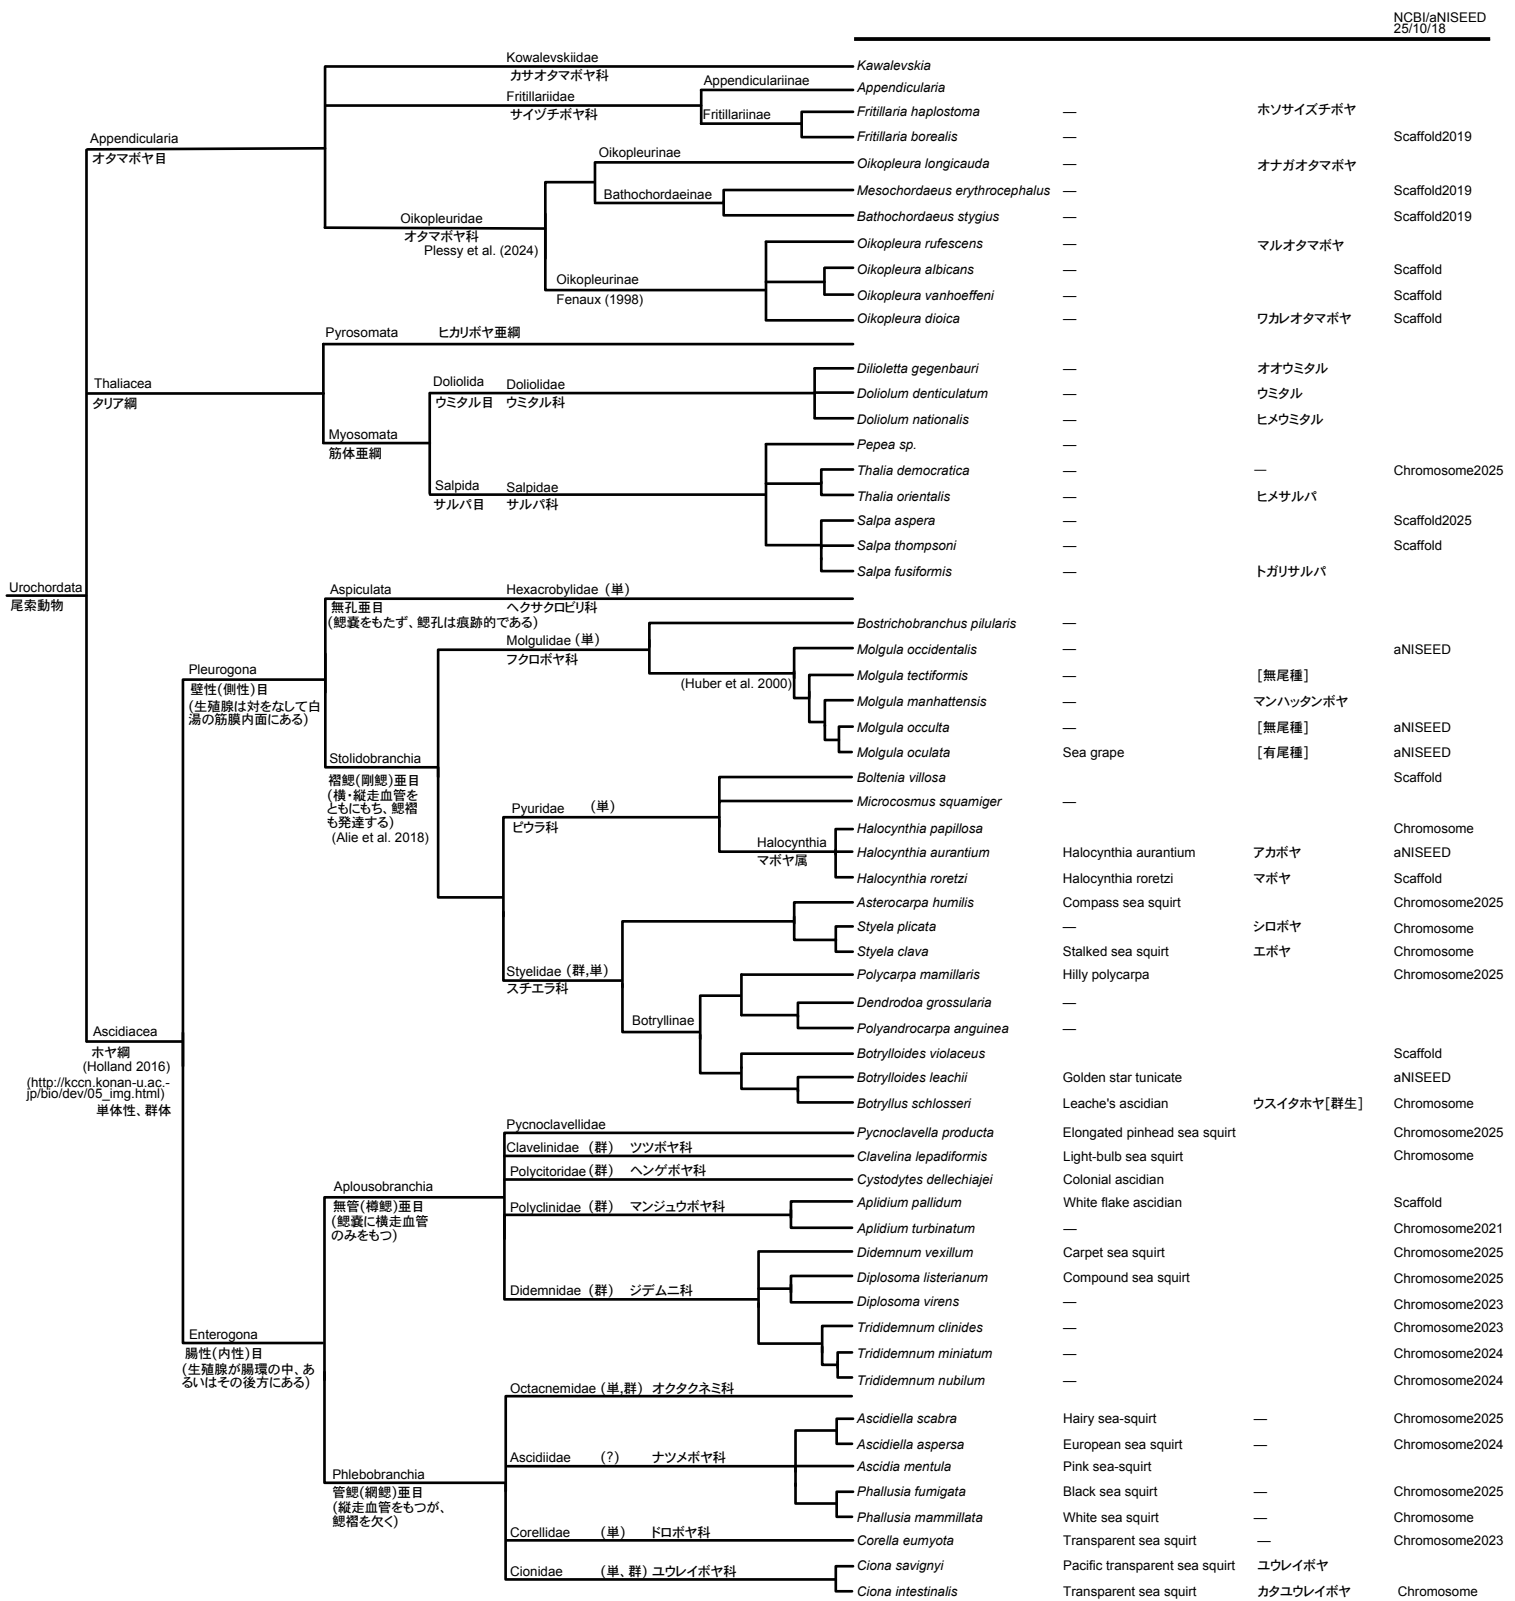 NCBI/aNISEED
25/10/18
Kowalevskiidae
カサオタマボヤ科
Kawalevskia
Appendiculariinae
Appendicularia
Fritillariidae
サイヅチボヤ科
Fritillariinae
Fritillaria haplostoma — ホソサイズチボヤ
Fritillaria borealis — Scaffold2019
Appendicularia
オタマボヤ目
Oikopleurinae
Oikopleura longicauda — オナガオタマボヤ
Bathochordaeinae
Mesochordaeus erythrocephalus — Scaffold2019
Bathochordaeus stygius — Scaffold2019
Oikopleuridae
オタマボヤ科
Plessy et al. (2024)
Oikopleura rufescens — マルオタマボヤ
Oikopleura albicans — Scaffold
Oikopleurinae
Fenaux (1998)
Oikopleura vanhoeffeni — Scaffold
Oikopleura dioica — ワカレオタマボヤ Scaffold
Pyrosomata ヒカリボヤ亜綱
Thaliacea
タリア綱
Dilioletta gegenbauri — オオウミタル
Doliolida Doliolidae
ウミタル目 ウミタル科
Doliolum denticulatum — ウミタル
Doliolum nationalis — ヒメウミタル
Myosomata
筋体亜綱
Pepea sp. —
Thalia democratica — — Chromosome2025
Salpida Salpidae
サルパ目 サルパ科
Thalia orientalis — ヒメサルパ
Salpa aspera — Scaffold2025
Salpa thompsoni — Scaffold
Salpa fusiformis — トガリサルパ
Urochordata
尾索動物
Aspiculata
無孔亜目
(鰓嚢をもたず、鰓孔は痕跡的である)
Hexacrobylidae (単)
ヘクサクロビリ科
Bostrichobranchus pilularis —
Molgulidae (単)
フクロボヤ科
Molgula occidentalis — aNISEED
(Huber et al. 2000)
Molgula tectiformis — [無尾種]
Molgula manhattensis — マンハッタンボヤ
Molgula occulta — [無尾種] aNISEED
Molgula oculata Sea grape [有尾種] aNISEED
Pleurogona
壁性(側性)目
(生殖腺は対をなして白
湯の筋膜内面にある)
Stolidobranchia
褶鰓(剛鰓)亜目
(横・縦走血管を
ともにもち、鰓褶
も発達する)
(Alie et al. 2018)
Boltenia villosa Scaffold
Pyuridae (単)
ピウラ科
Microcosmus squamiger —
Halocynthia papillosa Chromosome
Halocynthia
マボヤ属
Halocynthia aurantium Halocynthia aurantium アカボヤ aNISEED
Halocynthia roretzi Halocynthia roretzi マボヤ Scaffold
Asterocarpa humilis Compass sea squirt Chromosome2025
Styela plicata — シロボヤ Chromosome
Styela clava Stalked sea squirt エボヤ Chromosome
Styelidae (群,単)
スチエラ科
Polycarpa mamillaris Hilly polycarpa Chromosome2025
Dendrodoa grossularia —
Botryllinae
Polyandrocarpa anguinea —
Botrylloides violaceus Scaffold
Botrylloides leachii Golden star tunicate aNISEED
Botryllus schlosseri Leache's ascidian ウスイタホヤ[群生] Chromosome
Ascidiacea
ホヤ綱
(Holland 2016)
(http://kccn.konan-u.ac.-
jp/bio/dev/05_img.html)
単体性、群体
Pycnoclavellidae
Pycnoclavella producta Elongated pinhead sea squirt Chromosome2025
Clavelinidae (群) ツツボヤ科
Clavelina lepadiformis Light-bulb sea squirt Chromosome
Polycitoridae (群) ヘンゲボヤ科
Cystodytes dellechiajei Colonial ascidian
Aplousobranchia
無管(樽鰓)亜目
(鰓嚢に横走血管
のみをもつ)
Polyclinidae (群) マンジュウボヤ科
Aplidium pallidum White flake ascidian Scaffold
Aplidium turbinatum — Chromosome2021
Didemnum vexillum Carpet sea squirt Chromosome2025
Diplosoma listerianum Compound sea squirt Chromosome2025
Didemnidae (群) ジデムニ科
Diplosoma virens — Chromosome2023
Trididemnum clinides — Chromosome2023
Trididemnum miniatum — Chromosome2024
Trididemnum nubilum — Chromosome2024
Enterogona
腸性(内性)目
(生殖腺が腸環の中、あ
るいはその後方にある)
Octacnemidae (単,群) オクタクネミ科
Ascidiella scabra Hairy sea-squirt — Chromosome2025
Ascidiella aspersa European sea squirt — Chromosome2024
Ascidiidae (?) ナツメボヤ科
Ascidia mentula Pink sea-squirt
Phlebobranchia
管鰓(網鰓)亜目
(縦走血管をもつが、
鰓褶を欠く)
Phallusia fumigata Black sea squirt — Chromosome2025
Phallusia mammillata White sea squirt — Chromosome
Corellidae (単) ドロボヤ科
Corella eumyota Transparent sea squirt — Chromosome2023
Ciona savignyi Pacific transparent sea squirt ユウレイボヤ
Cionidae (単、群) ユウレイボヤ科
Ciona intestinalis Transparent sea squirt カタユウレイボヤ Chromosome